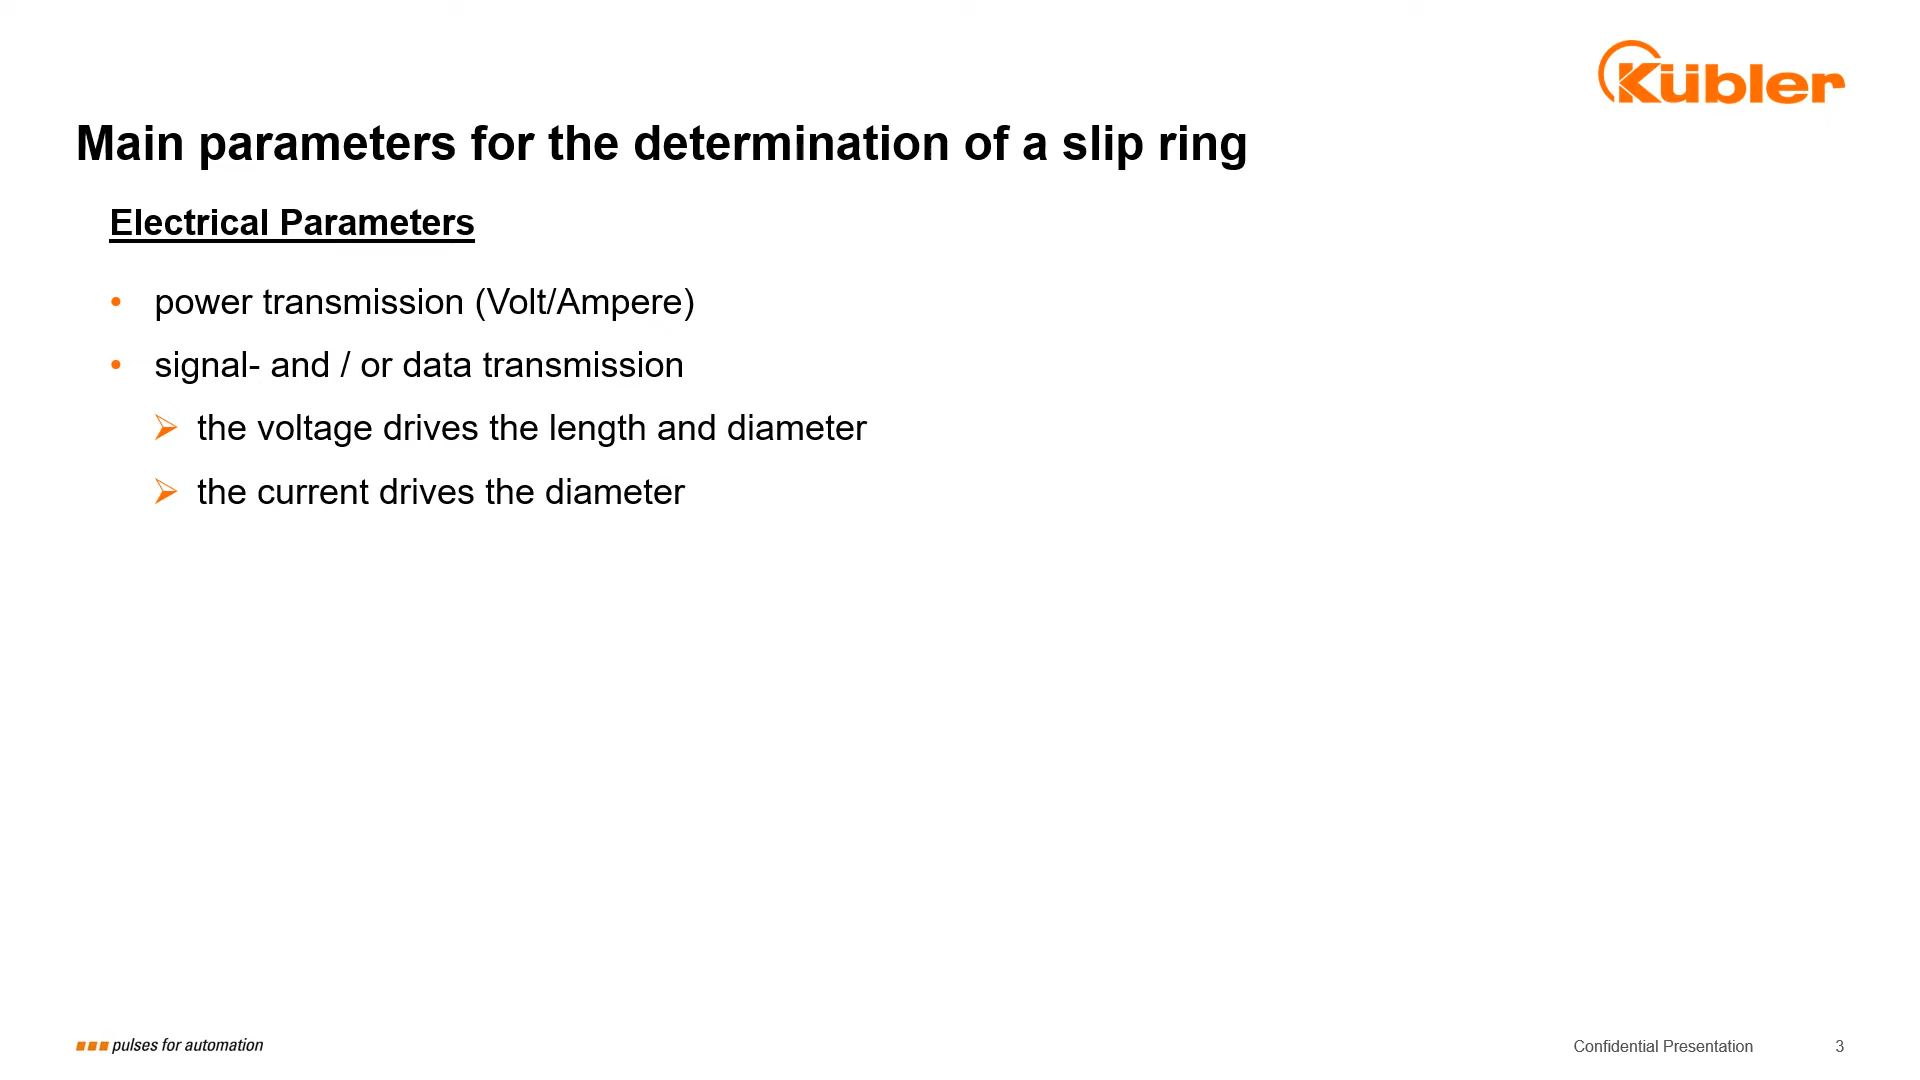 Kübler
Main parameters for the determination of a slip ring
Electrical Parameters
• power transmission (Volt/Ampere)
• signal- and / or data transmission
➢ the voltage drives the length and diameter
➢ the current drives the diameter
pulses for automation
Confidential Presentation 3